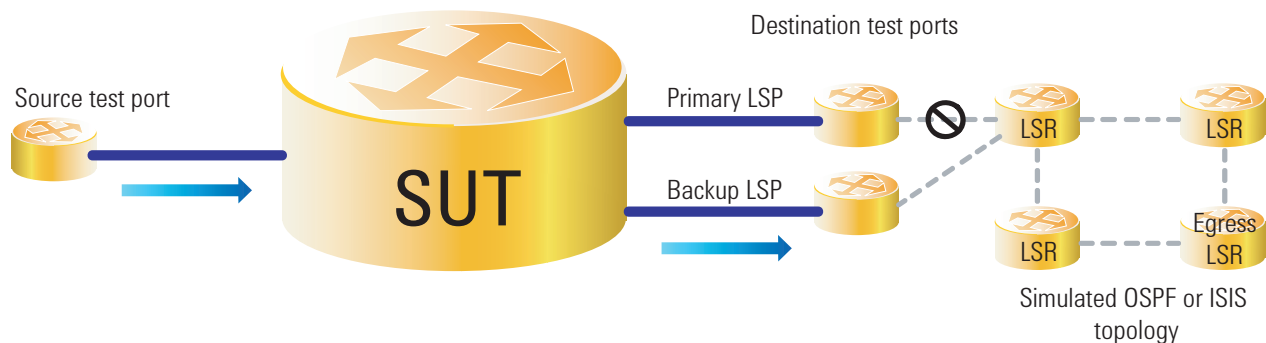 Destination test ports
Source test port
Primary LSP
LSR
LSR
SUT
Backup LSP
LSR
Egress
LSR
Simulated OSPF or ISIS
topology